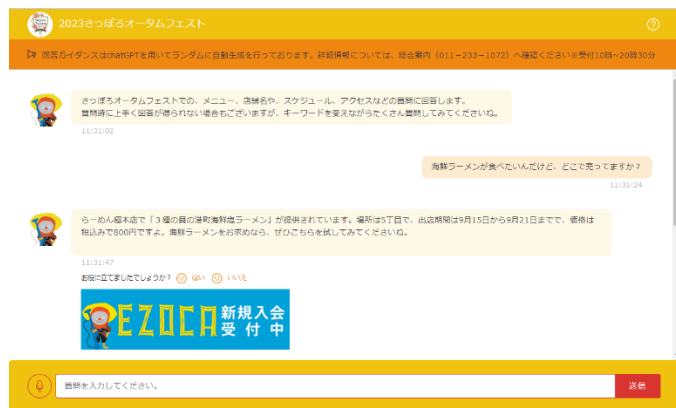 2023さっぽろオータムフェスト
回答ガイダンスはchatGPTを用いてランダムに自動生成を行っております。詳細情報については、総合案内（011−233−1072）へ確認ください※受付10時~20時30分
さっぽろオータムフェストでの、メニュー、店舗名や、スケジュール、アクセスなどの質問に回答します。
質問時に上手く回答が得られない場合もございますが、キーワードを変えながらたくさん質問してみてくださいね。
11:31:02
海鮮ラーメンが食べたいんだけど、どこで売ってますか？
11:31:24
らーめん極本店で「３種の貝の港町海鮮塩ラーメン」が提供されています。場所は5丁目で、出店期間は9月15日から9月21日までで、価格は
税込みで800円ですよ。海鮮ラーメンをお求めなら、ぜひこちらを試してみてくださいね。
11:31:47
お役に立てましたでしょうか？ はい いいえ
EZOCA 新規入会
受付中
質問を入力してください。
送信